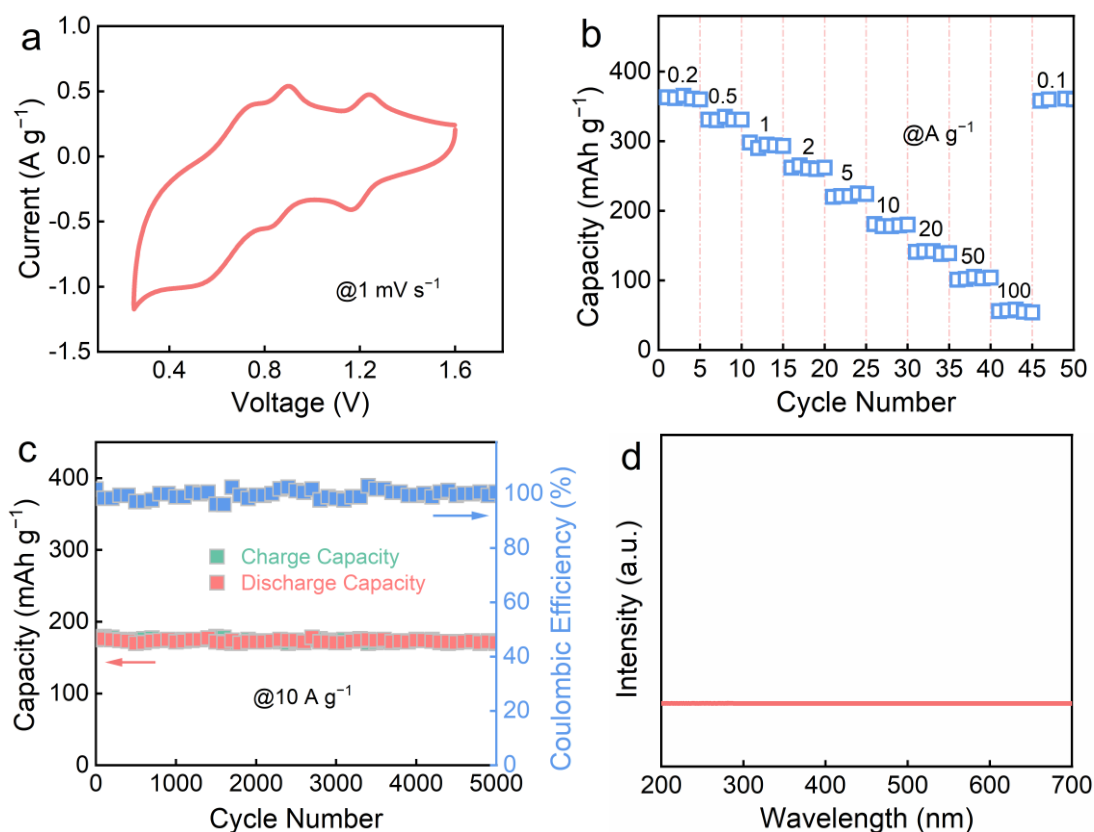 a
Current (A g⁻¹)
1.0
0.5
0.0
-0.5
-1.0
-1.5
@1 mV s⁻¹
0.4 0.8 1.2 1.6
Voltage (V)
b
Capacity (mAh g⁻¹)
400
300
200
100
0
0.2
0.5
1
2
5
10
20
50
100
0.1
@A g⁻¹
0 5 10 15 20 25 30 35 40 45 50
Cycle Number
c
Capacity (mAh g⁻¹)
400
300
200
100
0
Charge Capacity
Discharge Capacity
@10 A g⁻¹
100
80
60
40
20
0
Coulombic Efficiency (%)
0 1000 2000 3000 4000 5000
Cycle Number
d
Intensity (a.u.)
200 300 400 500 600 700
Wavelength (nm)